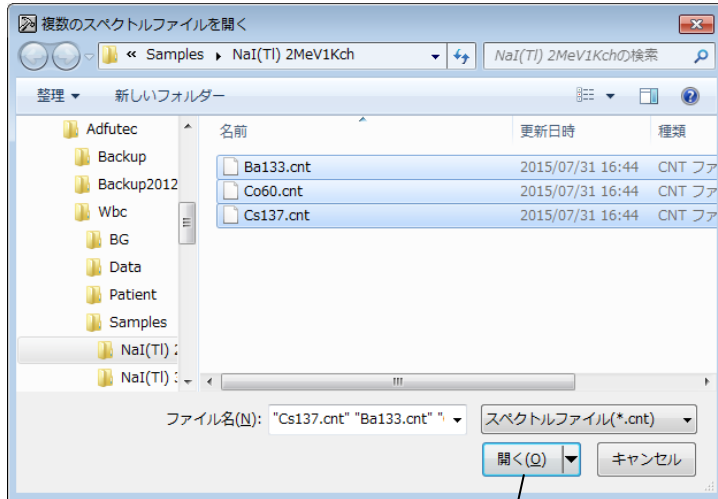 複数のスペクトルファイルを開く
« Samples ▸ NaI(Tl) 2MeV1Kch
NaI(Tl) 2MeV1Kchの検索
整理 ▼ 新しいフォルダー
名前 更新日時 種類
Adfutec
Backup
Backup2012
Wbc
BG
Data
Patient
Samples
NaI(Tl)
NaI(Tl)
Ba133.cnt 2015/07/31 16:44 CNT ファ
Co60.cnt 2015/07/31 16:44 CNT ファ
Cs137.cnt 2015/07/31 16:44 CNT ファ
ファイル名(N): "Cs137.cnt" "Ba133.cnt" "
スペクトルファイル(*.cnt)
開く(O) キャンセル